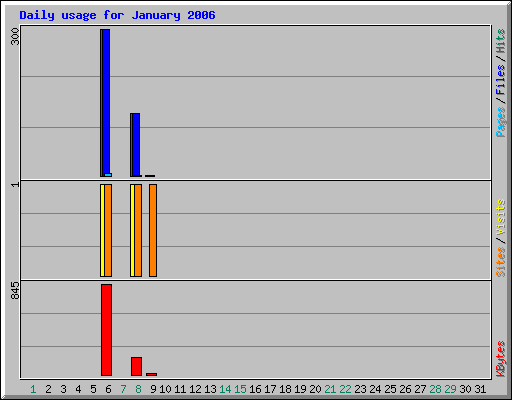 Daily usage for January 2006
300
1
845
Pages / Files / Hits
Sites / Visits
KBytes
1 2 3 4 5 6 7 8 9 10 11 12 13 14 15 16 17 18 19 20 21 22 23 24 25 26 27 28 29 30 31